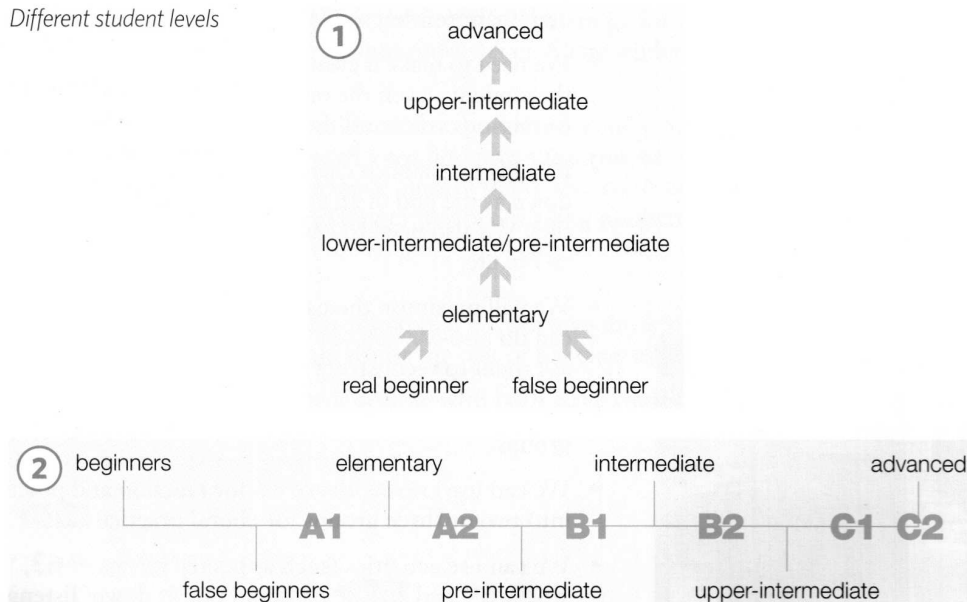 Different student levels
1
advanced
upper-intermediate
intermediate
lower-intermediate/pre-intermediate
elementary
real beginner false beginner
2 beginners elementary intermediate advanced
A1 A2 B1 B2 C1 C2
false beginners pre-intermediate upper-intermediate